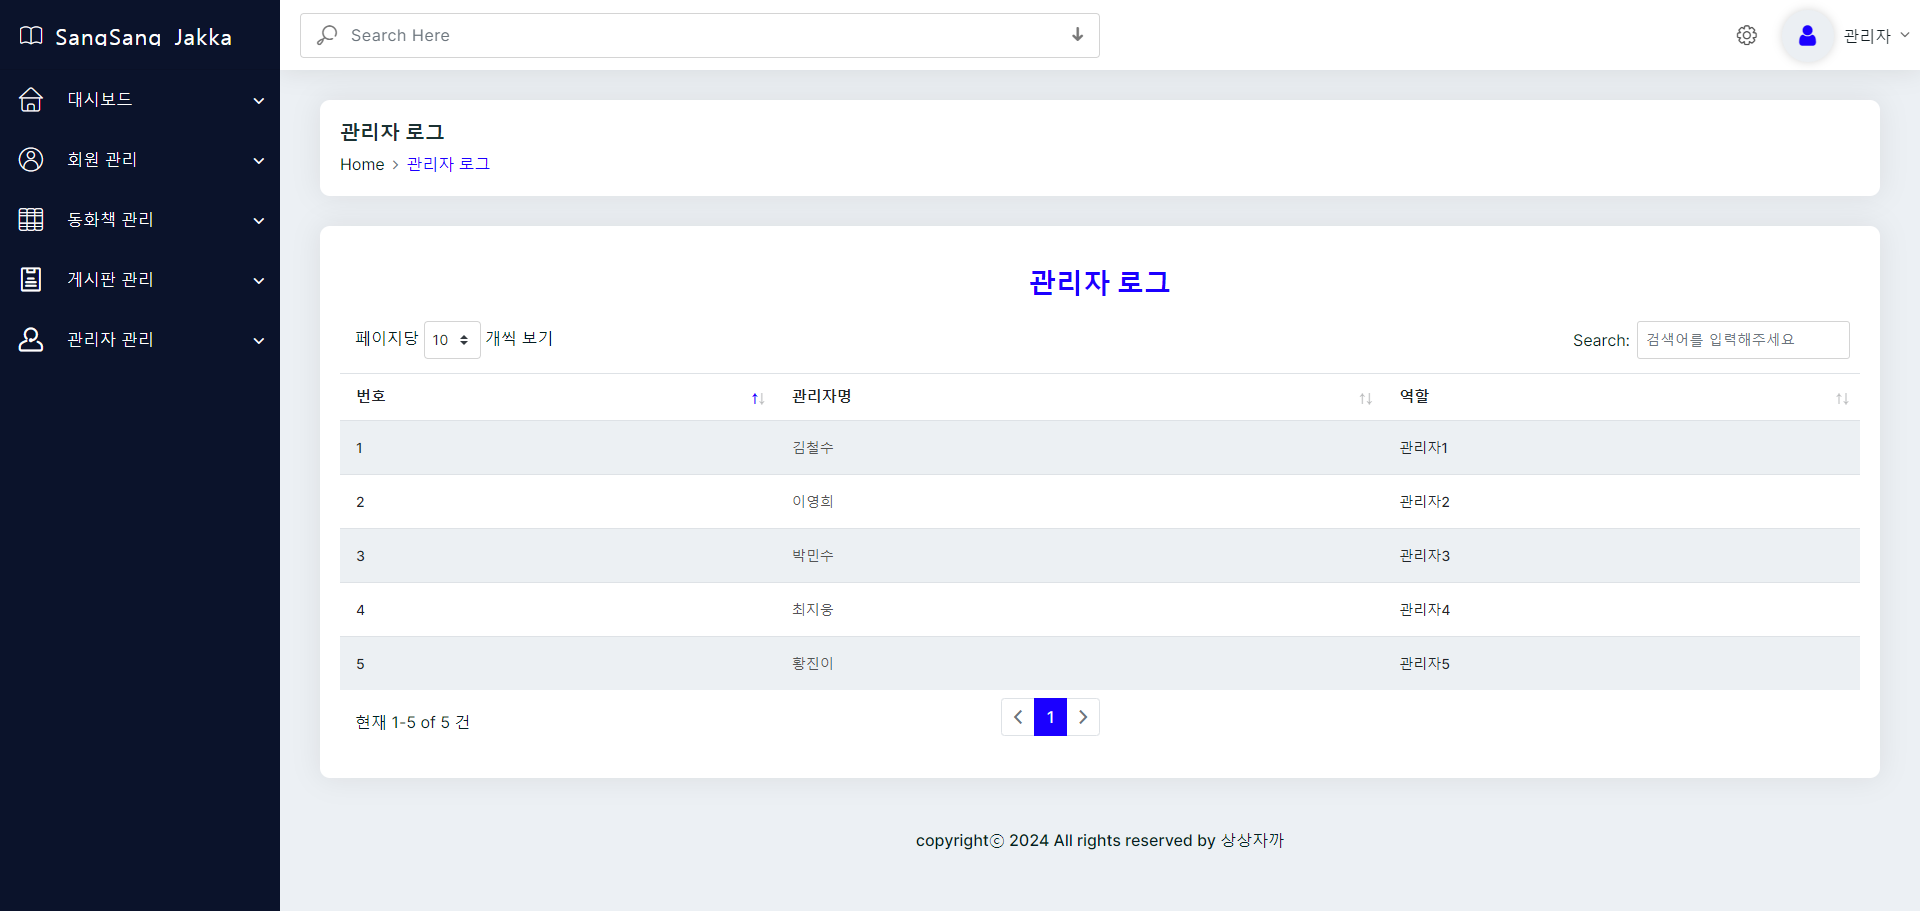 SangSang Jakka
대시보드
회원 관리
동화책 관리
게시판 관리
관리자 관리
Search Here
관리자
관리자 로그
Home > 관리자 로그
관리자 로그
페이지당 10 개씩 보기
Search: 검색어를 입력해주세요
번호 관리자명 역할
1 김철수 관리자1
2 이영희 관리자2
3 박민수 관리자3
4 최지웅 관리자4
5 황진이 관리자5
현재 1-5 of 5 건
1
copyrightⓒ 2024 All rights reserved by 상상자까